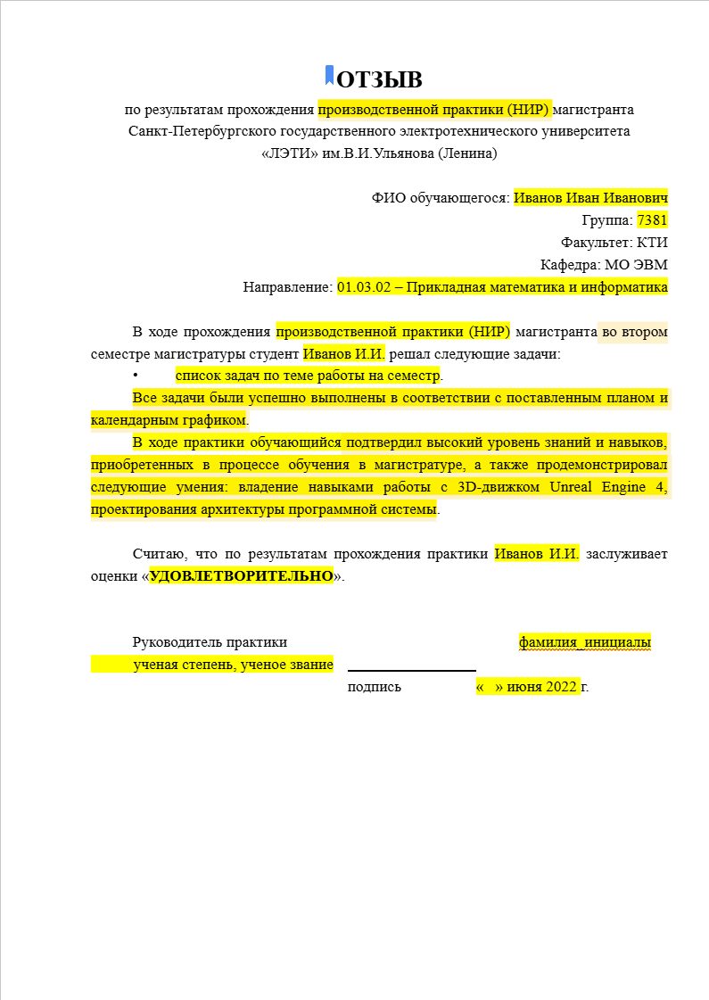 ОТЗЫВ
по результатам прохождения производственной практики (НИР) магистранта
Санкт-Петербургского государственного электротехнического университета
«ЛЭТИ» им.В.И.Ульянова (Ленина)
ФИО обучающегося: Иванов Иван Иванович
Группа: 7381
Факультет: КТИ
Кафедра: МО ЭВМ
Направление: 01.03.02 – Прикладная математика и информатика
В ходе прохождения производственной практики (НИР) магистранта во втором
семестре магистратуры студент Иванов И.И. решал следующие задачи:
• список задач по теме работы на семестр.
Все задачи были успешно выполнены в соответствии с поставленным планом и
календарным графиком.
В ходе практики обучающийся подтвердил высокий уровень знаний и навыков,
приобретенных в процессе обучения в магистратуре, а также продемонстрировал
следующие умения: владение навыками работы с 3D-движком Unreal Engine 4,
проектирования архитектуры программной системы.
Считаю, что по результатам прохождения практики Иванов И.И. заслуживает
оценки «УДОВЛЕТВОРИТЕЛЬНО».
Руководитель практики фамилия_инициалы
ученая степень, ученое звание
подпись « » июня 2022 г.